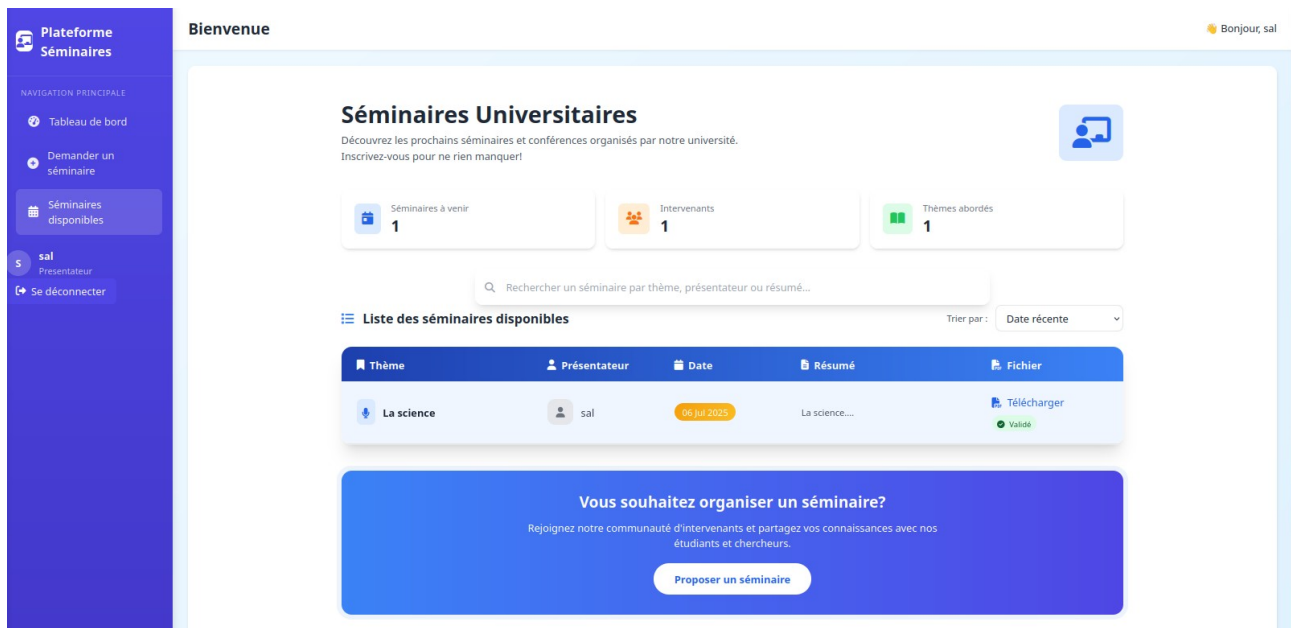 Plateforme
Séminaires
Bienvenue
👋 Bonjour, sal
NAVIGATION PRINCIPALE
Tableau de bord
Demander un
séminaire
Séminaires
disponibles
S
sal
Presentateur
Se déconnecter
Séminaires Universitaires
Découvrez les prochains séminaires et conférences organisés par notre université.
Inscrivez-vous pour ne rien manquer!
Séminaires à venir
1
Intervenants
1
Thèmes abordés
1
Rechercher un séminaire par thème, présentateur ou résumé...
Liste des séminaires disponibles
Trier par :
Date récente
Thème Présentateur Date Résumé Fichier
La science sal 06 Jul 2025 La science.... Télécharger
Validé
Vous souhaitez organiser un séminaire?
Rejoignez notre communauté d'intervenants et partagez vos connaissances avec nos
étudiants et chercheurs.
Proposer un séminaire